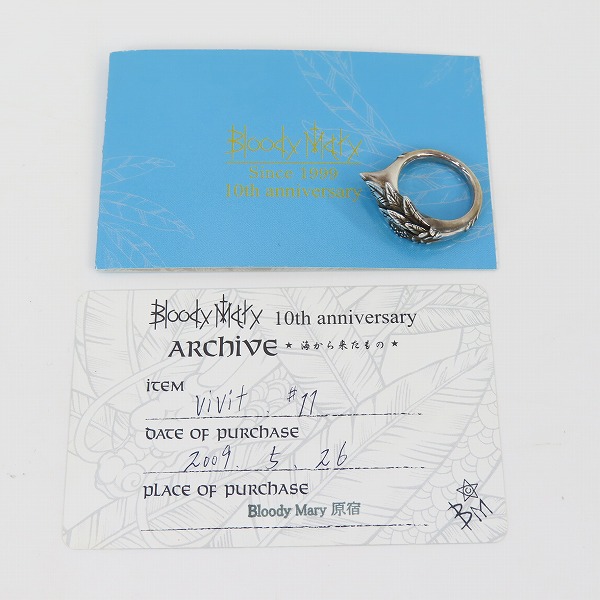 Bloody Mary
Since 1999
10th anniversary
Bloody Mary 10th anniversary
ARCHIVE ★ 海から来たもの ★
ITEM
vivit. #11
DATE OF PURCHASE
2009. 5. 26
PLACE OF PURCHASE
Bloody Mary 原宿
BM